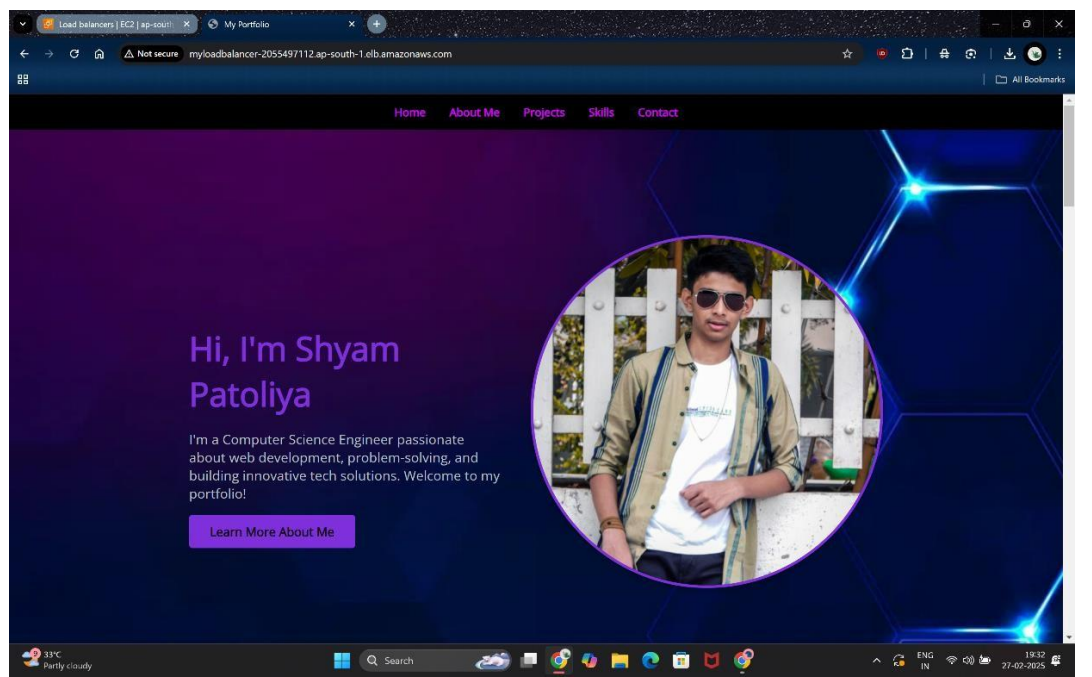 Load balancers | EC2 | ap-south
My Portfolio
Not secure
myloadbalancer-2055497112.ap-south-1.elb.amazonaws.com
All Bookmarks
Home About Me Projects Skills Contact
Hi, I'm Shyam
Patoliya
I'm a Computer Science Engineer passionate
about web development, problem-solving, and
building innovative tech solutions. Welcome to my
portfolio!
Learn More About Me
33°C
Partly cloudy
Search
ENG
IN
19:32
27-02-2025